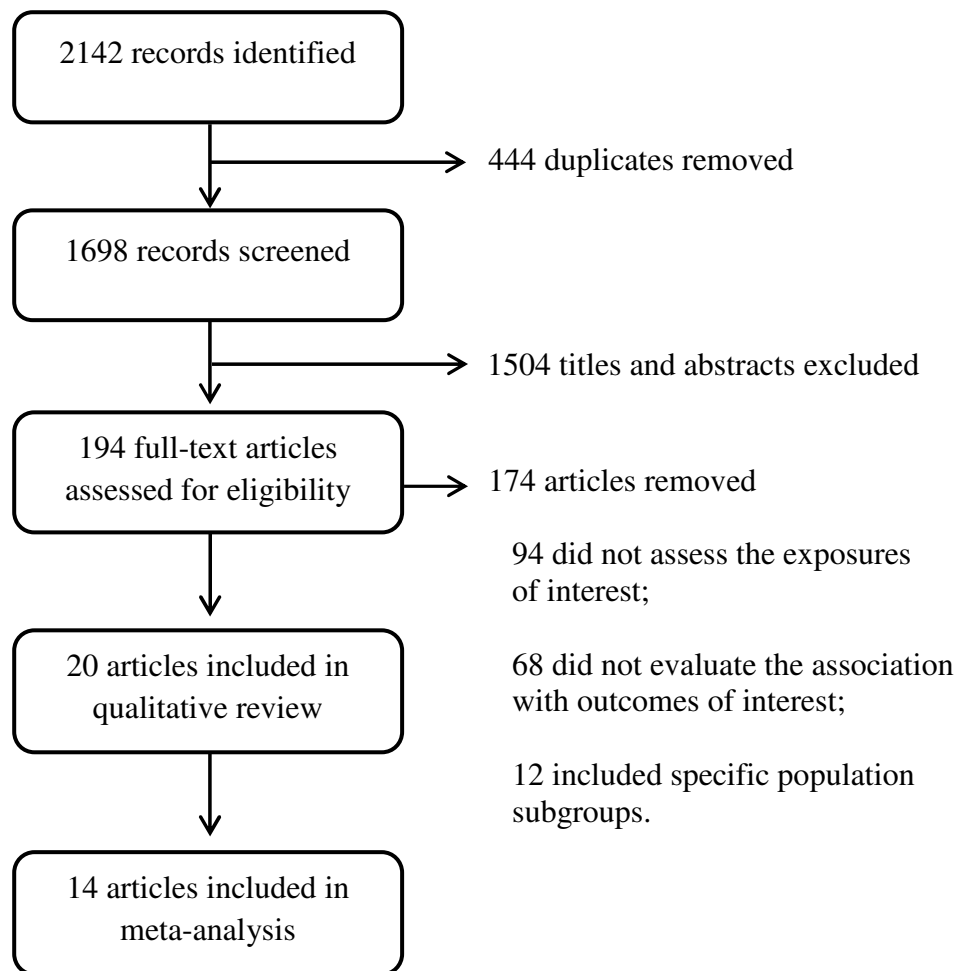 2142 records identified
444 duplicates removed
1698 records screened
1504 titles and abstracts excluded
194 full-text articles
assessed for eligibility
174 articles removed
94 did not assess the exposures
of interest;
68 did not evaluate the association
with outcomes of interest;
12 included specific population
subgroups.
20 articles included in
qualitative review
14 articles included in
meta-analysis